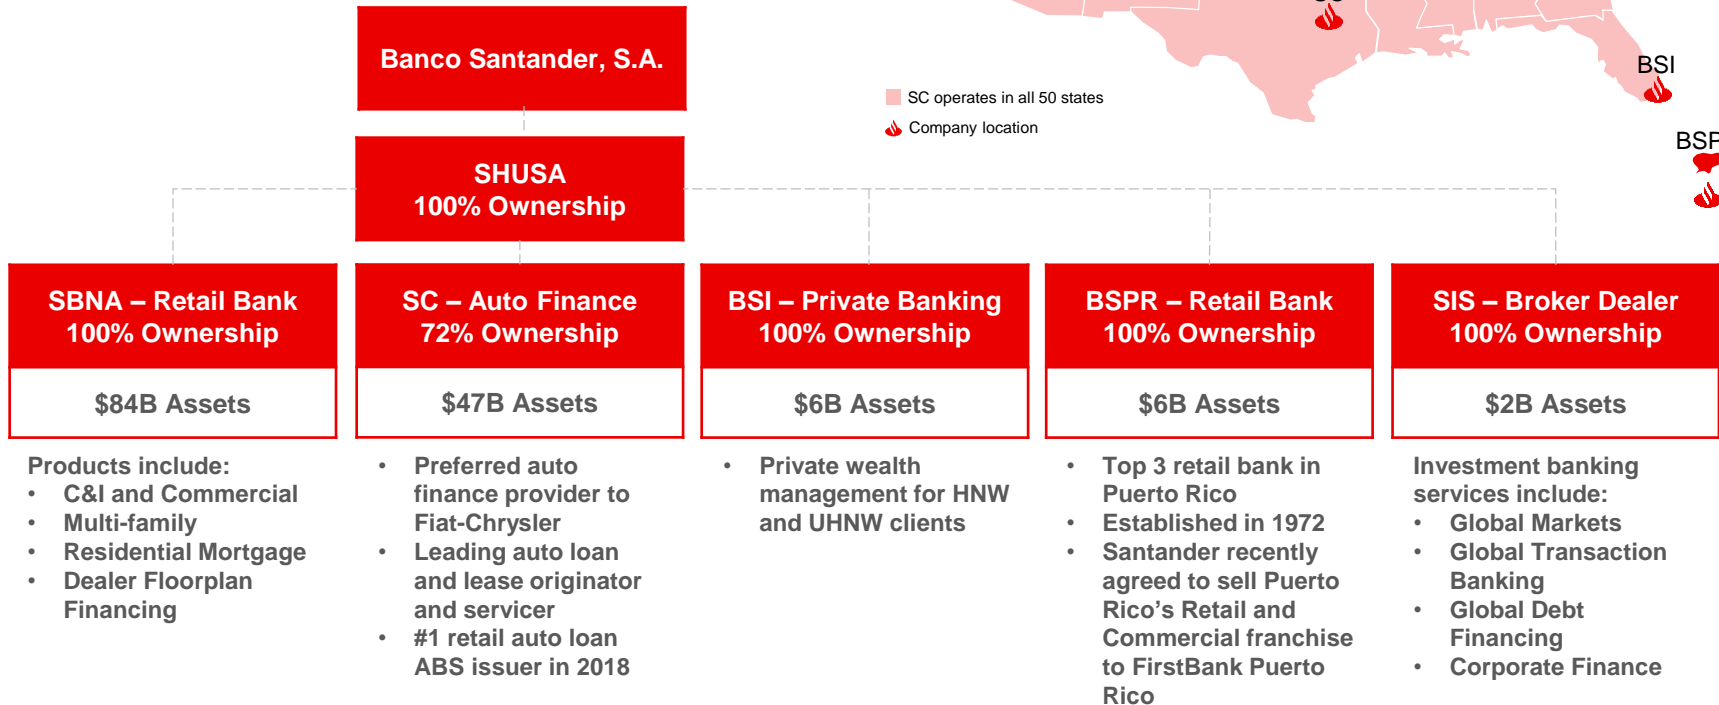 Banco Santander, S.A.
BSI
SC operates in all 50 states
Company location
SHUSA
100% Ownership
SBNA – Retail Bank
100% Ownership
$84B Assets
Products include:
• C&I and Commercial
• Multi-family
• Residential Mortgage
• Dealer Floorplan
Financing
SC – Auto Finance
72% Ownership
$47B Assets
• Preferred auto
finance provider to
Fiat-Chrysler
• Leading auto loan
and lease originator
and servicer
• #1 retail auto loan
ABS issuer in 2018
BSI – Private Banking
100% Ownership
$6B Assets
• Private wealth
management for HNW
and UHNW clients
BSPR – Retail Bank
100% Ownership
$6B Assets
• Top 3 retail bank in
Puerto Rico
• Established in 1972
• Santander recently
agreed to sell Puerto
Rico’s Retail and
Commercial franchise
to FirstBank Puerto
Rico
SIS – Broker Dealer
100% Ownership
$2B Assets
Investment banking
services include:
• Global Markets
• Global Transaction
Banking
• Global Debt
Financing
• Corporate Finance